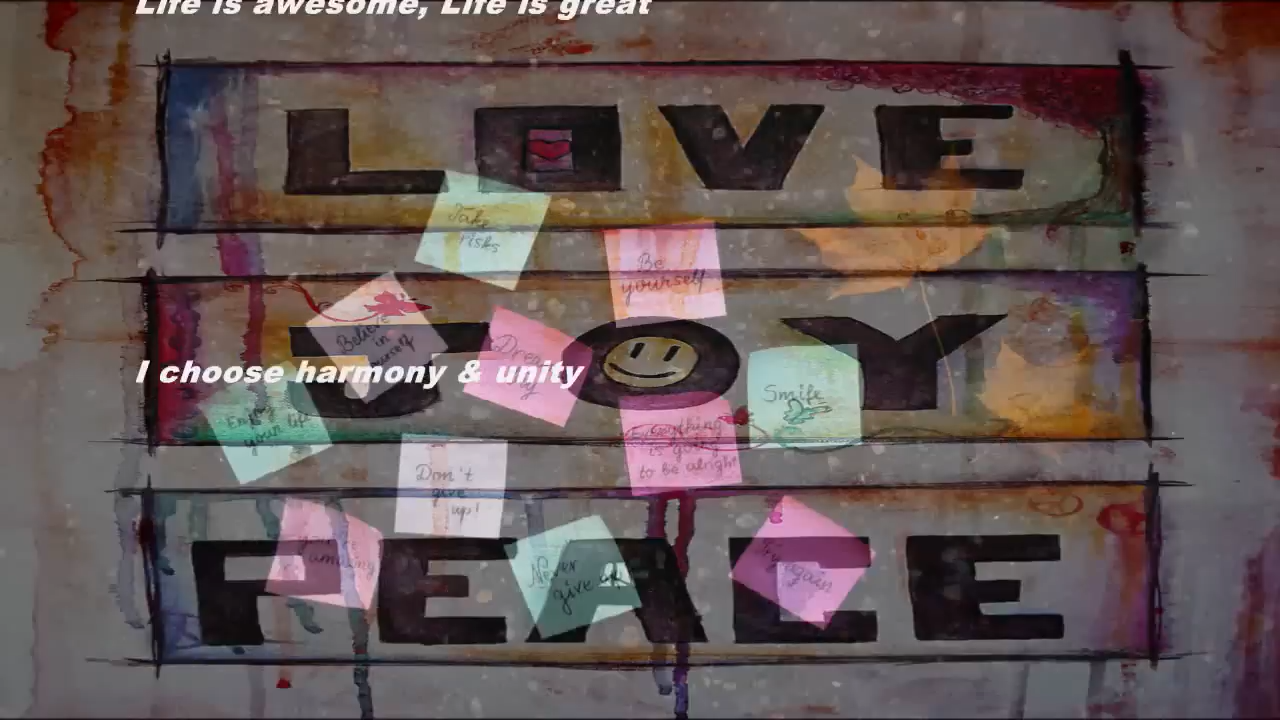 Life is awesome, Life is great
LOVE
Take
risks
Be
yourself
Believe
in
yourself
JOY
I choose harmony & unity
Smile
Enjoy
your life
Everything
is going
to be alright
Don't
give
up!
PEACE
amazing
Never
give up
Try again